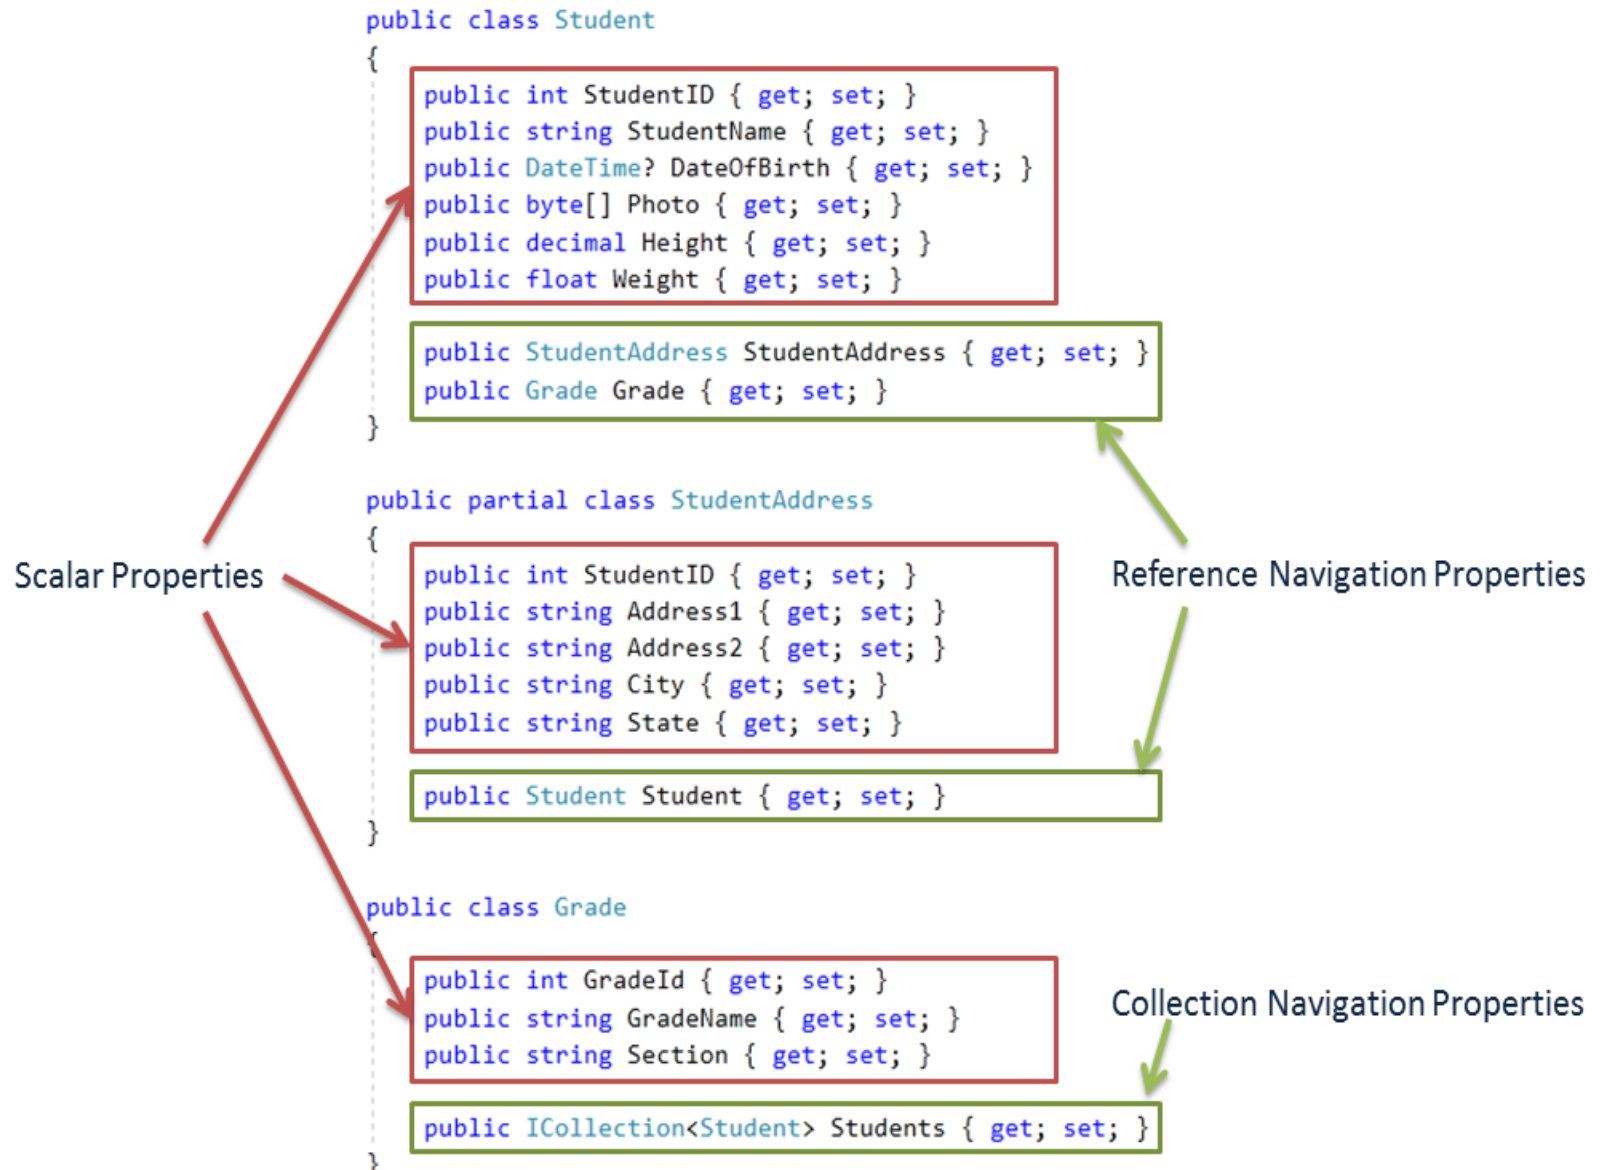 public class Student
{
public int StudentID { get; set; }
public string StudentName { get; set; }
public DateTime? DateOfBirth { get; set; }
public byte[] Photo { get; set; }
public decimal Height { get; set; }
public float Weight { get; set; }
public StudentAddress StudentAddress { get; set; }
public Grade Grade { get; set; }
}
public partial class StudentAddress
{
Scalar Properties
Reference Navigation Properties
public int StudentID { get; set; }
public string Address1 { get; set; }
public string Address2 { get; set; }
public string City { get; set; }
public string State { get; set; }
public Student Student { get; set; }
}
public class Grade
{
public int GradeId { get; set; }
public string GradeName { get; set; }
public string Section { get; set; }
Collection Navigation Properties
public ICollection<Student> Students { get; set; }
}